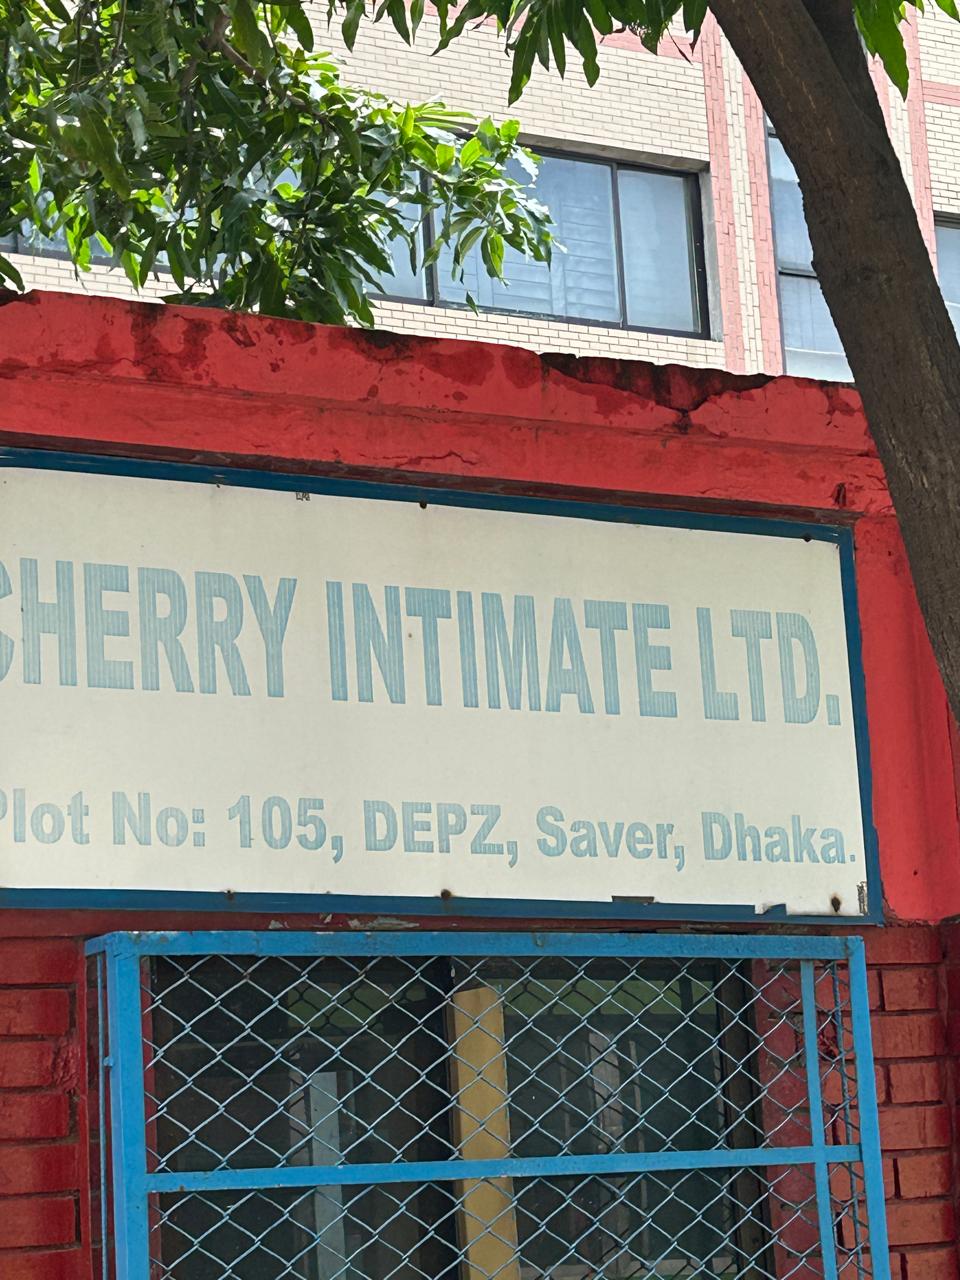 CHERRY INTIMATE LTD.
Plot No: 105, DEPZ, Saver, Dhaka.